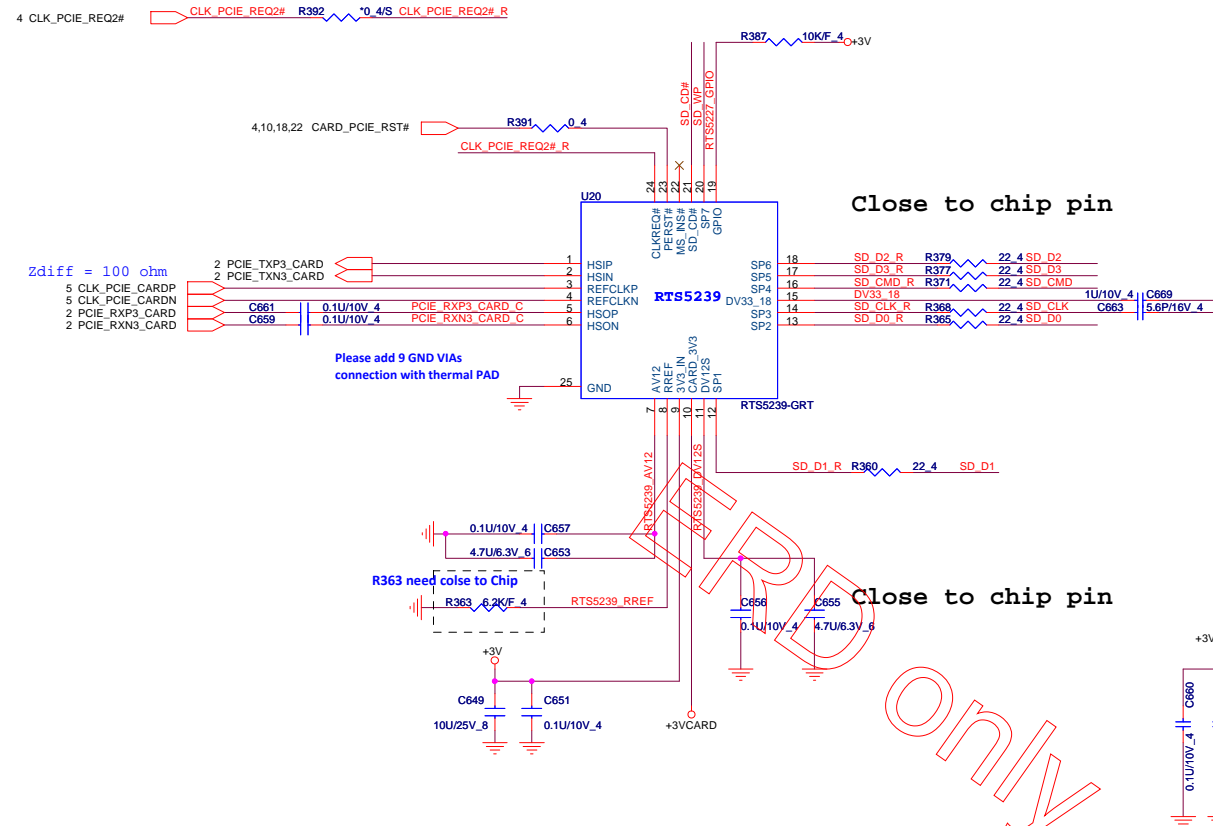 4 CLK_PCIE_REQ2#
CLK_PCIE_REQ2# R392 *0_4/S CLK_PCIE_REQ2#_R
R387 10K/F_4 +3V
SD_CD#
SD_WP
RTS5227_GPIO
4,10,18,22 CARD_PCIE_RST# R391 0_4
CLK_PCIE_REQ2#_R
24 23 22 21 20 19
U20
CLKREQ#
PERST#
MS_INS#
SD_CD#
SP7
GPIO
Close to chip pin
Zdiff = 100 ohm
2 PCIE_TXP3_CARD 1 HSIP
2 PCIE_TXN3_CARD 2 HSIN
5 CLK_PCIE_CARDP 3 REFCLKP
5 CLK_PCIE_CARDN 4 REFCLKN
2 PCIE_RXP3_CARD C661 0.1U/10V_4 PCIE_RXP3_CARD_C 5 HSOP
2 PCIE_RXN3_CARD C659 0.1U/10V_4 PCIE_RXN3_CARD_C 6 HSON
RTS5239
SP6 18 SD_D2_R R379 22_4 SD_D2
SP5 17 SD_D3_R R377 22_4 SD_D3
SP4 16 SD_CMD_R R371 22_4 SD_CMD
DV33_18 15 DV33_18 1U/10V_4 C669
SP3 14 SD_CLK_R R368 22_4 SD_CLK C663 5.6P/16V_4
SP2 13 SD_D0_R R365 22_4 SD_D0
Please add 9 GND VIAs
connection with thermal PAD
25 GND
AV12
RREF
3V3_IN
CARD_3V3
DV12S
SP1
7 8 9 10 11 12
RTS5239-GRT
RTS5239_AV12
RTS5239_DV12S
SD_D1_R R360 22_4 SD_D1
0.1U/10V_4 C657
4.7U/6.3V_6 C653
R363 need colse to Chip
R363 6.2K/F_4 RTS5239_RREF
C656
0.1U/10V_4
C655
4.7U/6.3V_6
Close to chip pin
+3V
C649
10U/25V_8
C651
0.1U/10V_4
+3VCARD
+3V
C660
0.1U/10V_4
only